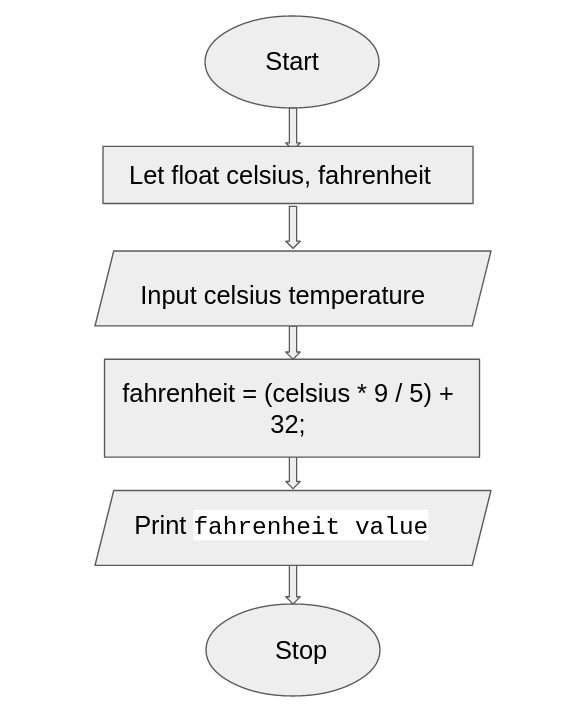 Start
Let float celsius, fahrenheit
Input celsius temperature
fahrenheit = (celsius * 9 / 5) +
32;
Print fahrenheit value
Stop